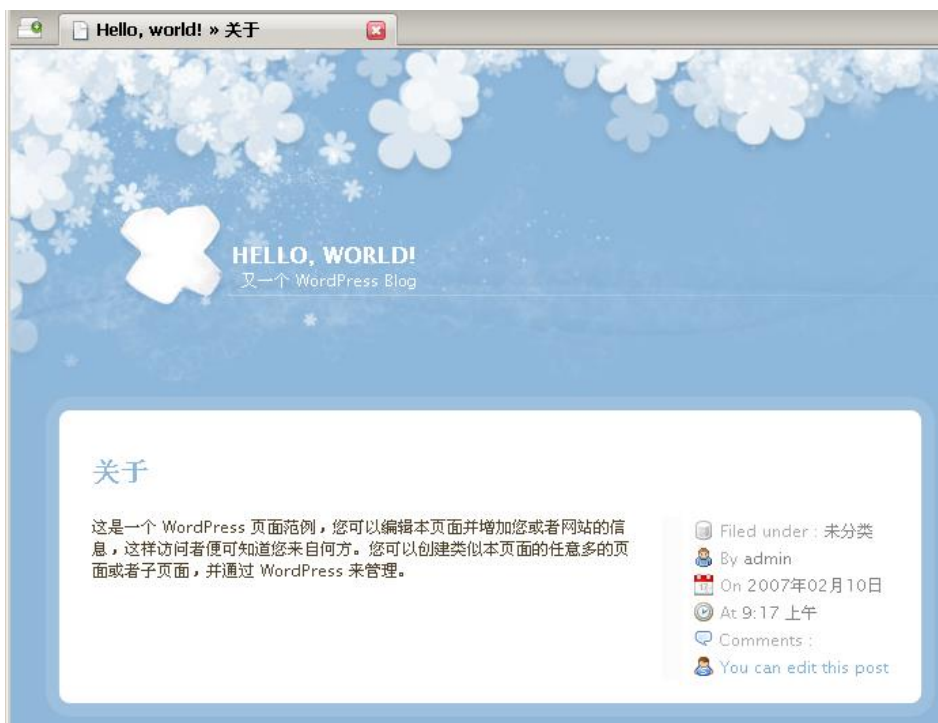 Hello, world! » 关于
HELLO, WORLD!
又一个 WordPress Blog
关于
这是一个 WordPress 页面范例，您可以编辑本页面并增加您或者网站的信
息，这样访问者便可知道您来自何方。您可以创建类似本页面的任意多的页
面或者子页面，并通过 WordPress 来管理。
Filed under : 未分类
By admin
On 2007年02月10日
At 9:17 上午
Comments :
You can edit this post